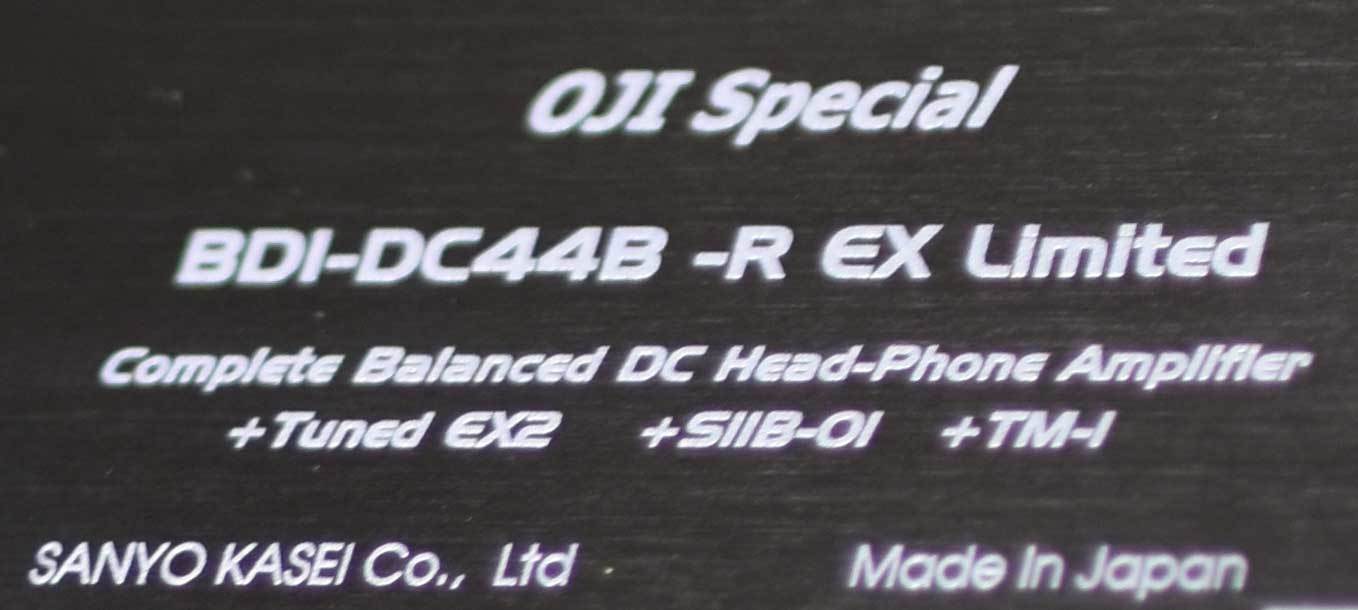 OJI Special
BDI-DC44B -R EX Limited
Complete Balanced DC Head-Phone Amplifier
+Tuned EX2 +SIIB-01 +TM-1
SANYO KASEI Co., Ltd Made In Japan